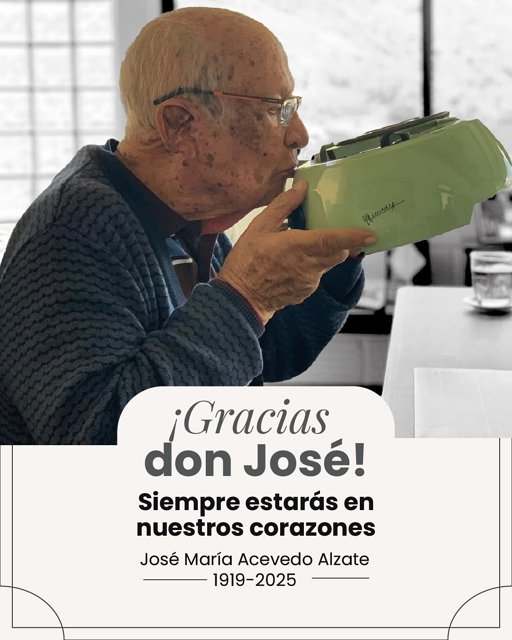 ¡Gracias
don José!
Siempre estarás en
nuestros corazones
José María Acevedo Alzate
1919-2025